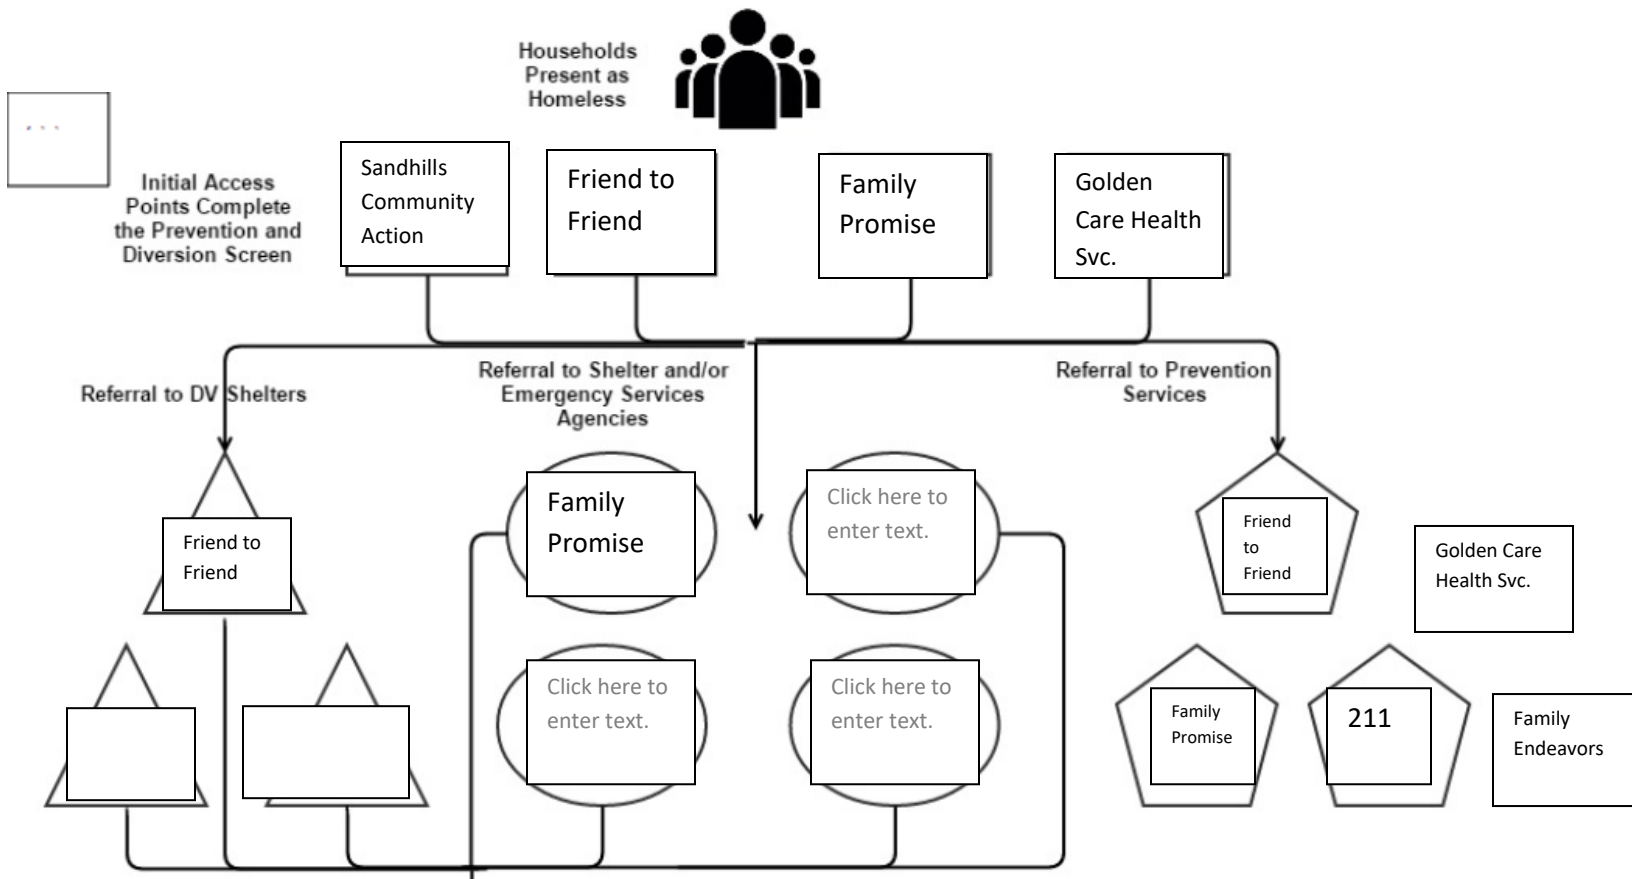 Households
Present as
Homeless
Initial Access
Points Complete
the Prevention and
Diversion Screen
Sandhills
Community
Action
Friend to
Friend
Family
Promise
Golden
Care Health
Svc.
Referral to DV Shelters
Referral to Shelter and/or
Emergency Services
Agencies
Referral to Prevention
Services
Friend to
Friend
Family
Promise
Click here to
enter text.
Friend
to
Friend
Golden Care
Health Svc.
Click here to
enter text.
Click here to
enter text.
Family
Promise
211
Family
Endeavors